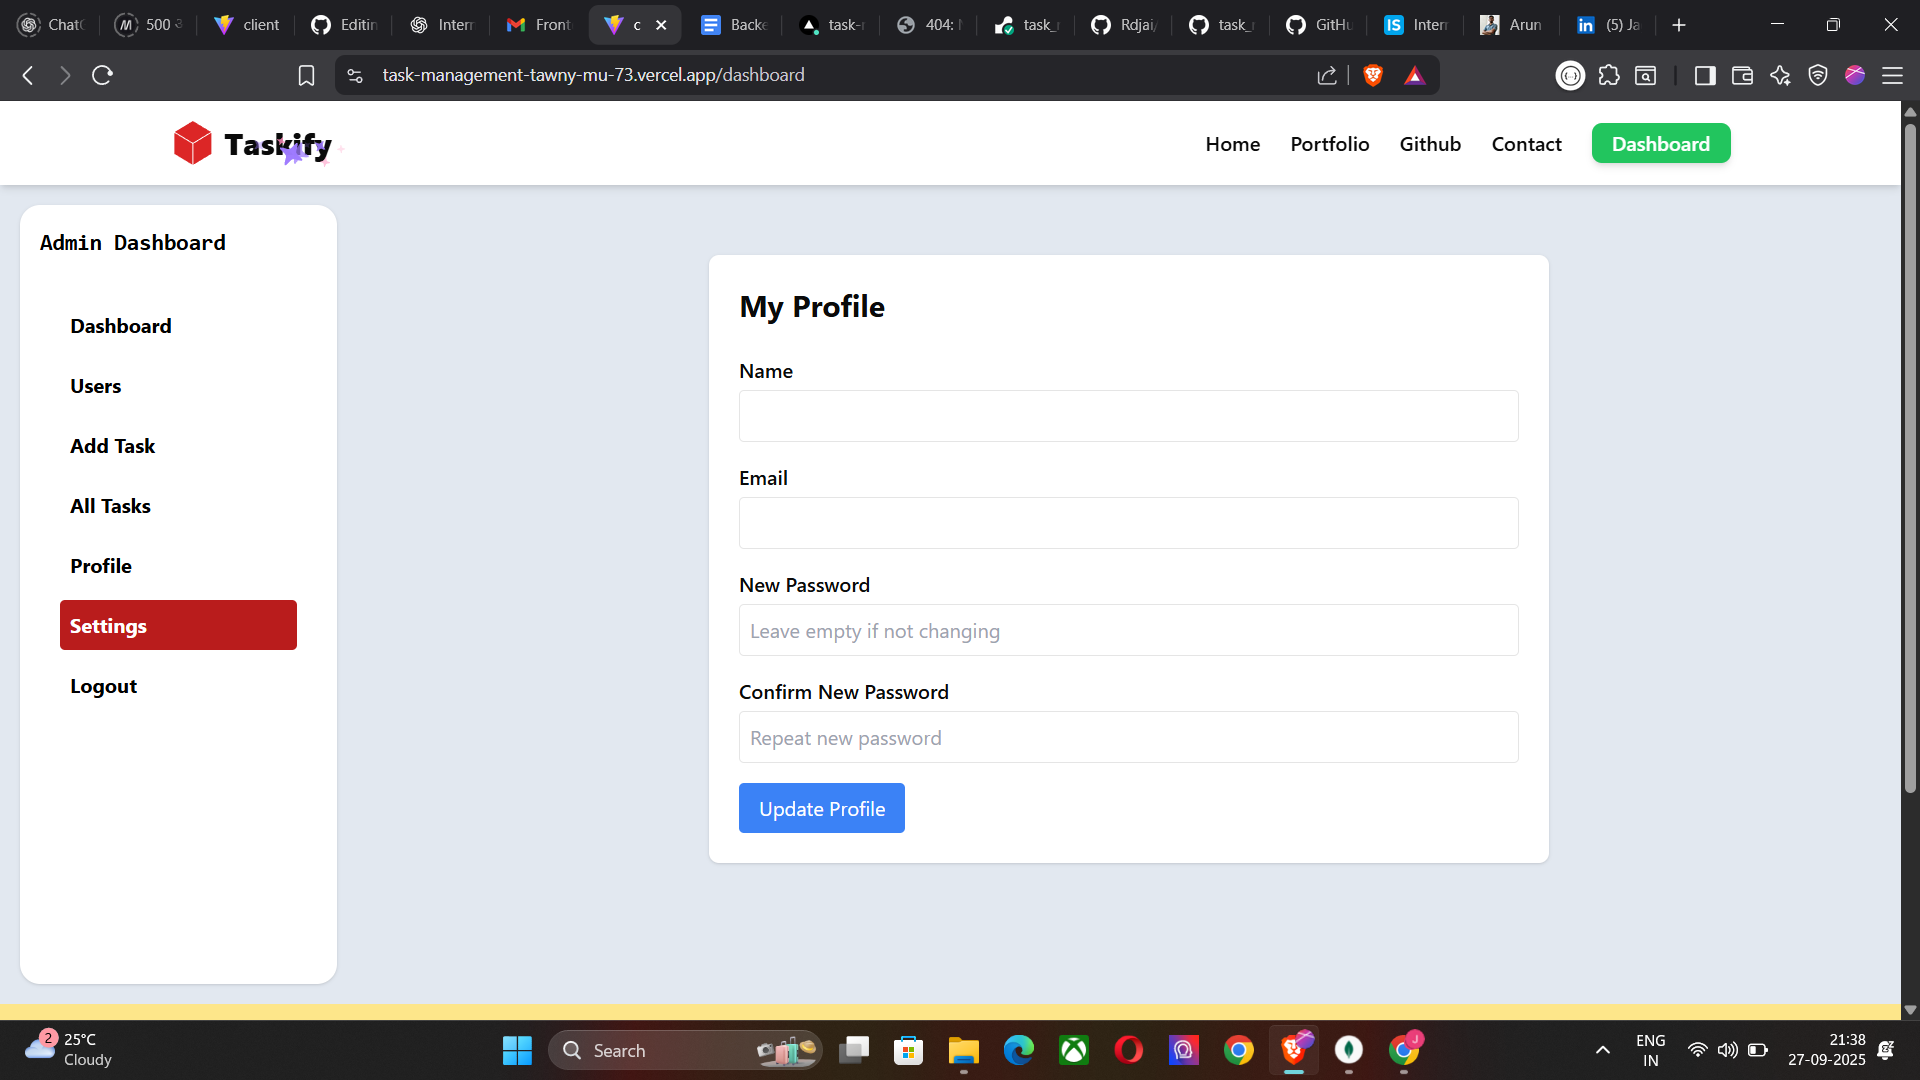 500
client
Editin
Intern
Front
c
Backe
task-r
404:
task_r
Rdjai/
task_r
GitHu
IS
Intern
Arun
in
(5) Ja
task-management-tawny-mu-73.vercel.app/dashboard
Taskify
Home
Portfolio
Github
Contact
Dashboard
Admin Dashboard
Dashboard
Users
Add Task
All Tasks
Profile
Settings
Logout
My Profile
Name
Email
New Password
Leave empty if not changing
Confirm New Password
Repeat new password
Update Profile
2
25°C
Cloudy
Search
J
ENG
IN
21:38
27-09-2025